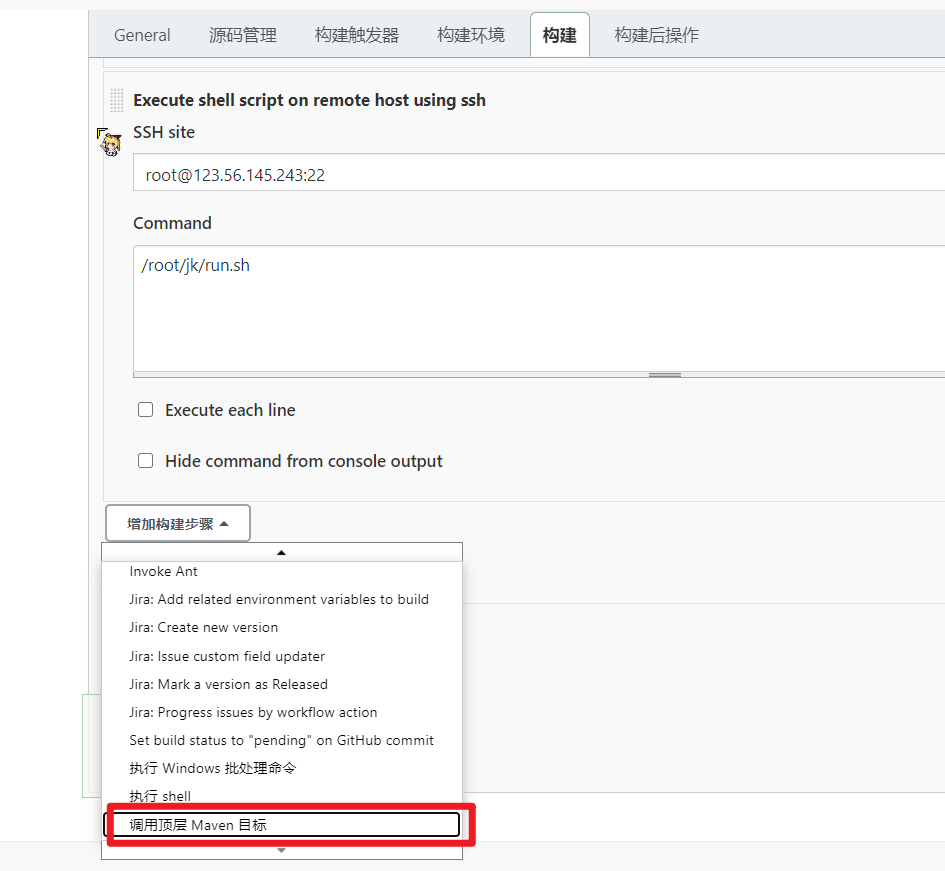 General 源码管理 构建触发器 构建环境 构建 构建后操作
Execute shell script on remote host using ssh
SSH site
root@123.56.145.243:22
Command
/root/jk/run.sh
Execute each line
Hide command from console output
增加构建步骤
Invoke Ant
Jira: Add related environment variables to build
Jira: Create new version
Jira: Issue custom field updater
Jira: Mark a version as Released
Jira: Progress issues by workflow action
Set build status to "pending" on GitHub commit
执行 Windows 批处理命令
执行 shell
调用顶层 Maven 目标